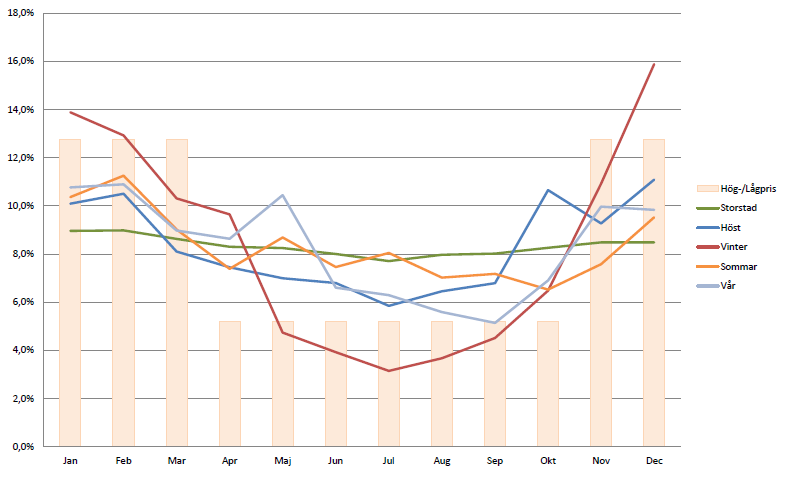 18,0%
16,0%
14,0%
12,0%
10,0%
8,0%
6,0%
4,0%
2,0%
0,0%
Jan Feb Mar Apr Maj Jun Jul Aug Sep Okt Nov Dec
Hög-/Lågpris
Storstad
Höst
Vinter
Sommar
Vår